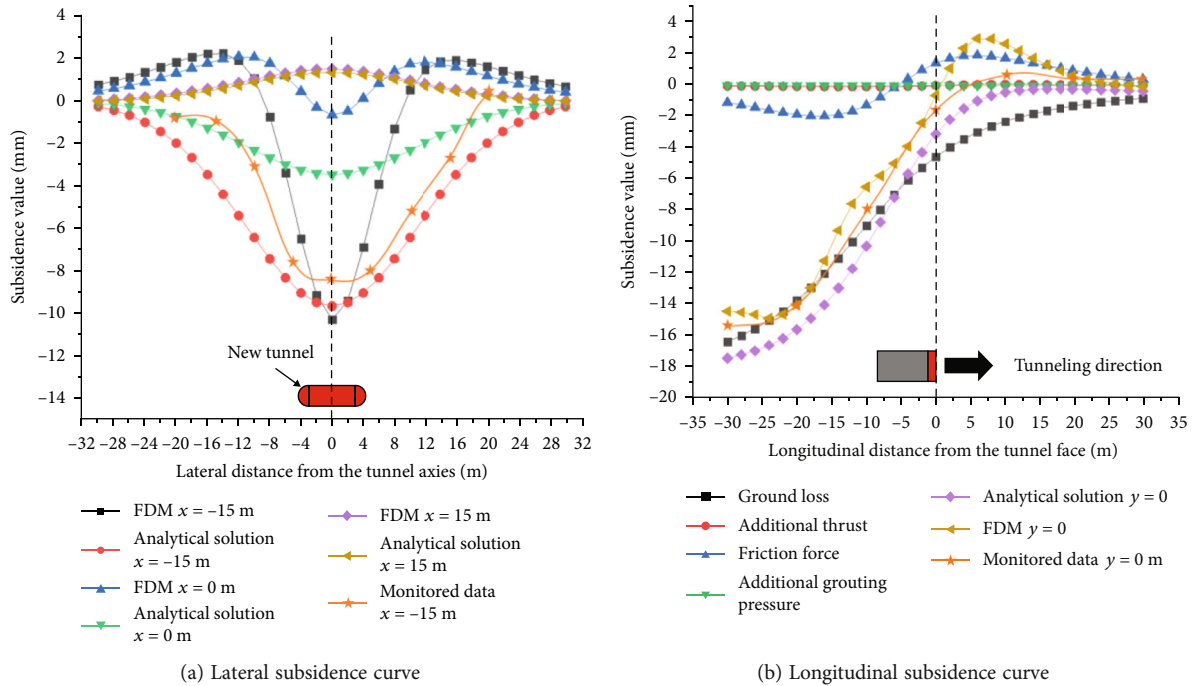 4
2
0
−2
−4
−6
−8
−10
−12
−14
Subsidence value (mm)
New tunnel
−32 −28 −24 −20 −16 −12 −8 −4 0 4 8 12 16 20 24 28 32
Lateral distance from the tunnel axies (m)
FDM x = −15 m
Analytical solution
x = −15 m
FDM x = 0 m
Analytical solution
x = 0 m
FDM x = 15 m
Analytical solution
x = 15 m
Monitored data
x = −15 m
(a) Lateral subsidence curve
4
2
0
−2
−4
−6
−8
−10
−12
−14
−16
−18
−20
Subsidence value (mm)
Tunneling direction
−35 −30 −25 −20 −15 −10 −5 0 5 10 15 20 25 30 35
Longitudinal distance from the tunnel face (m)
Ground loss
Additional thrust
Friction force
Additional grouting
pressure
Analytical solution y = 0
FDM y = 0
Monitored data y = 0 m
(b) Longitudinal subsidence curve